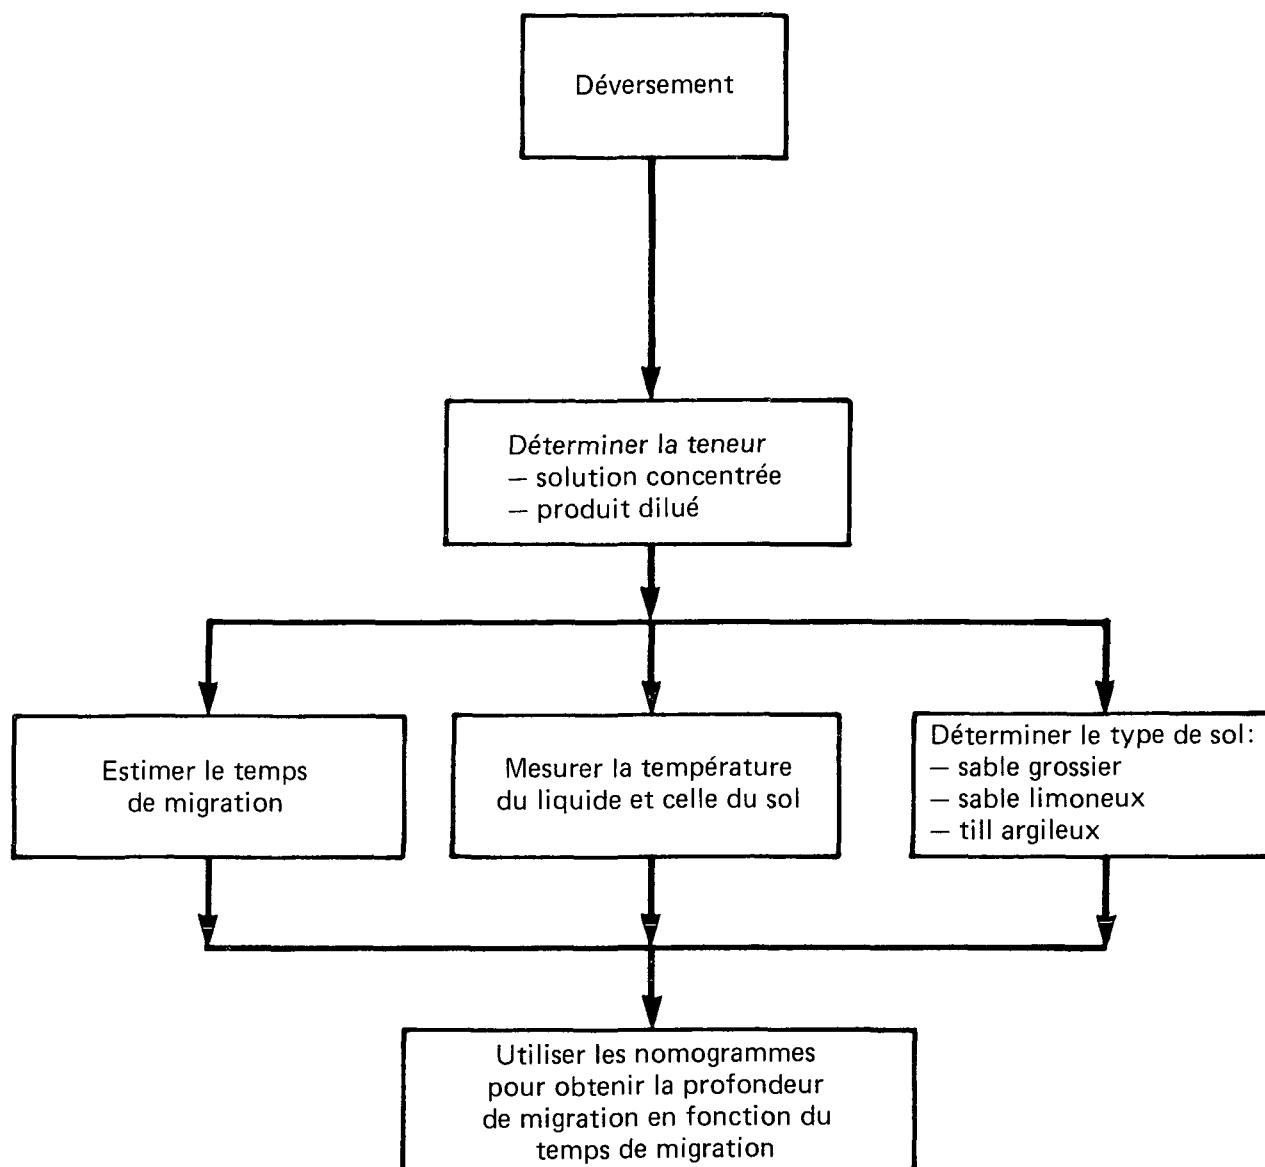 Déversement
Déterminer la teneur
— solution concentrée
— produit dilué
Estimer le temps
de migration
Mesurer la température
du liquide et celle du sol
Déterminer le type de sol:
— sable grossier
— sable limoneux
— till argileux
Utiliser les nomogrammes
pour obtenir la profondeur
de migration en fonction du
temps de migration